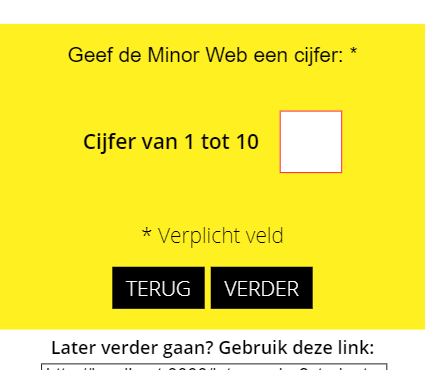 Geef de Minor Web een cijfer: *
Cijfer van 1 tot 10
* Verplicht veld
TERUG VERDER
Later verder gaan? Gebruik deze link: